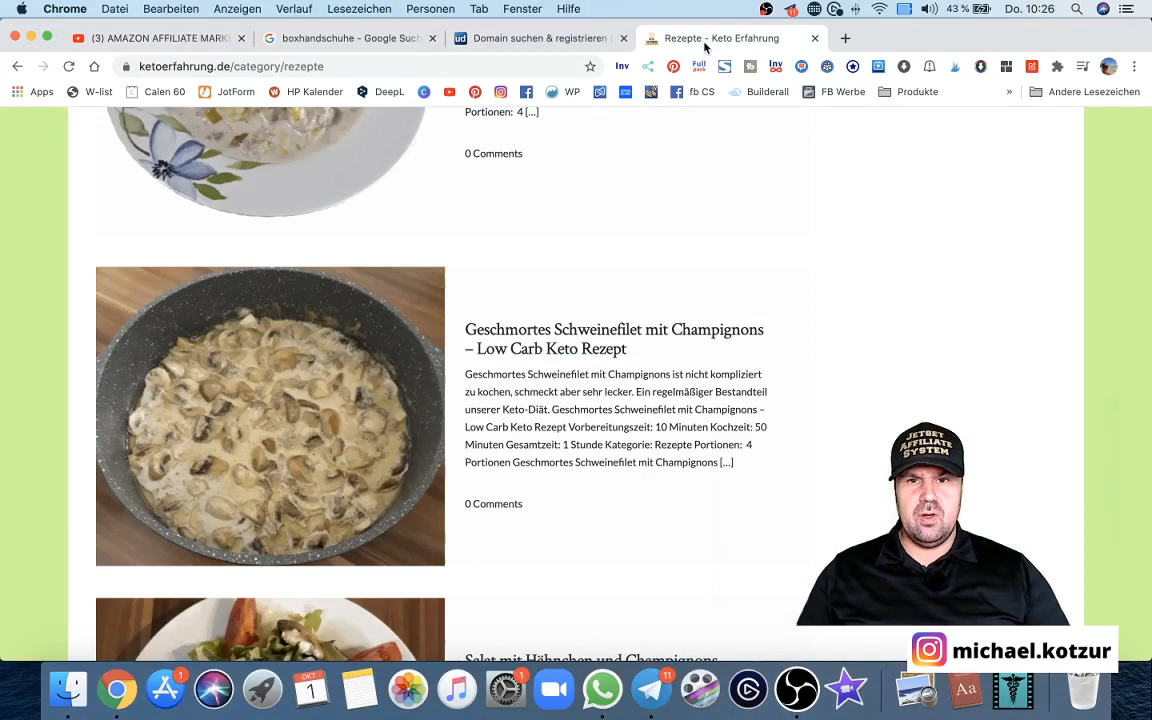 Chrome Datei Bearbeiten Anzeigen Verlauf Lesezeichen Personen Tab Fenster Hilfe 43 % Do. 10:26
(3) AMAZON AFFILIATE MARK
boxhandschuhe - Google Such
Domain suchen & registrieren
Rezepte - Keto Erfahrung
ketoerfahrung.de/category/rezepte
Apps W-list Calen 60 JotForm HP Kalender DeepL WP fb CS Builderall FB Werbe Produkte » Andere Lesezeichen
Portionen: 4 [...]
0 Comments
Geschmortes Schweinefilet mit Champignons
– Low Carb Keto Rezept
Geschmortes Schweinefilet mit Champignons ist nicht kompliziert
zu kochen, schmeckt aber sehr lecker. Ein regelmäßiger Bestandteil
unserer Keto-Diät. Geschmortes Schweinefilet mit Champignons –
Low Carb Keto Rezept Vorbereitungszeit: 10 Minuten Kochzeit: 50
Minuten Gesamtzeit: 1 Stunde Kategorie: Rezepte Portionen: 4
Portionen Geschmortes Schweinefilet mit Champignons [...]
0 Comments
Salat mit Hähnchen und Champignons
JETSET
AFFILIATE
SYSTEM
michael.kotzur